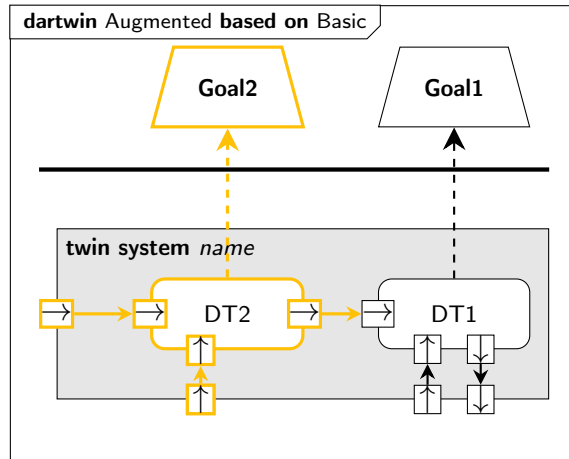 dartwin Augmented based on Basic
Goal2 Goal1
twin system name
DT2 DT1